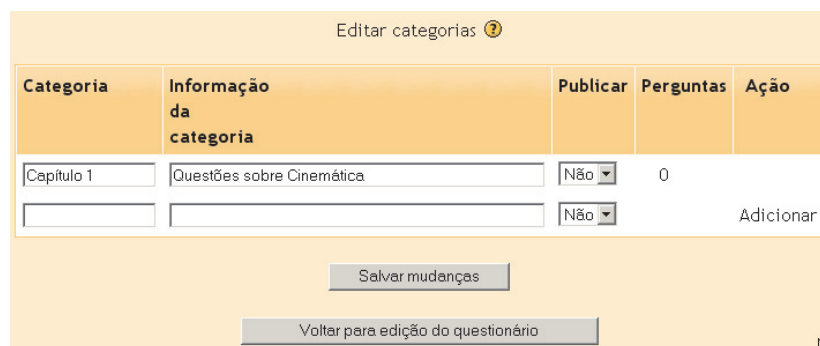 Editar categorias ?
Categoria Informação da categoria Publicar Perguntas Ação
Capítulo 1 Questões sobre Cinemática Não 0
Não Adicionar
Salvar mudanças
Voltar para edição do questionário